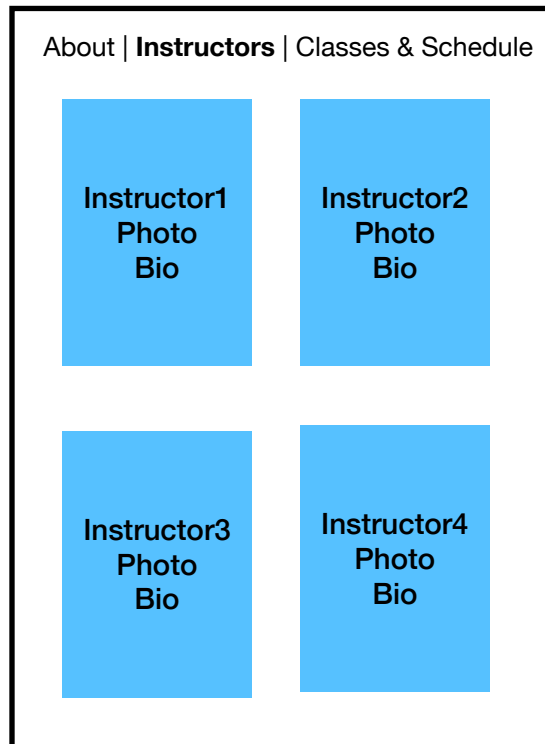 About | Instructors | Classes & Schedule
Instructor1
Photo
Bio
Instructor2
Photo
Bio
Instructor3
Photo
Bio
Instructor4
Photo
Bio